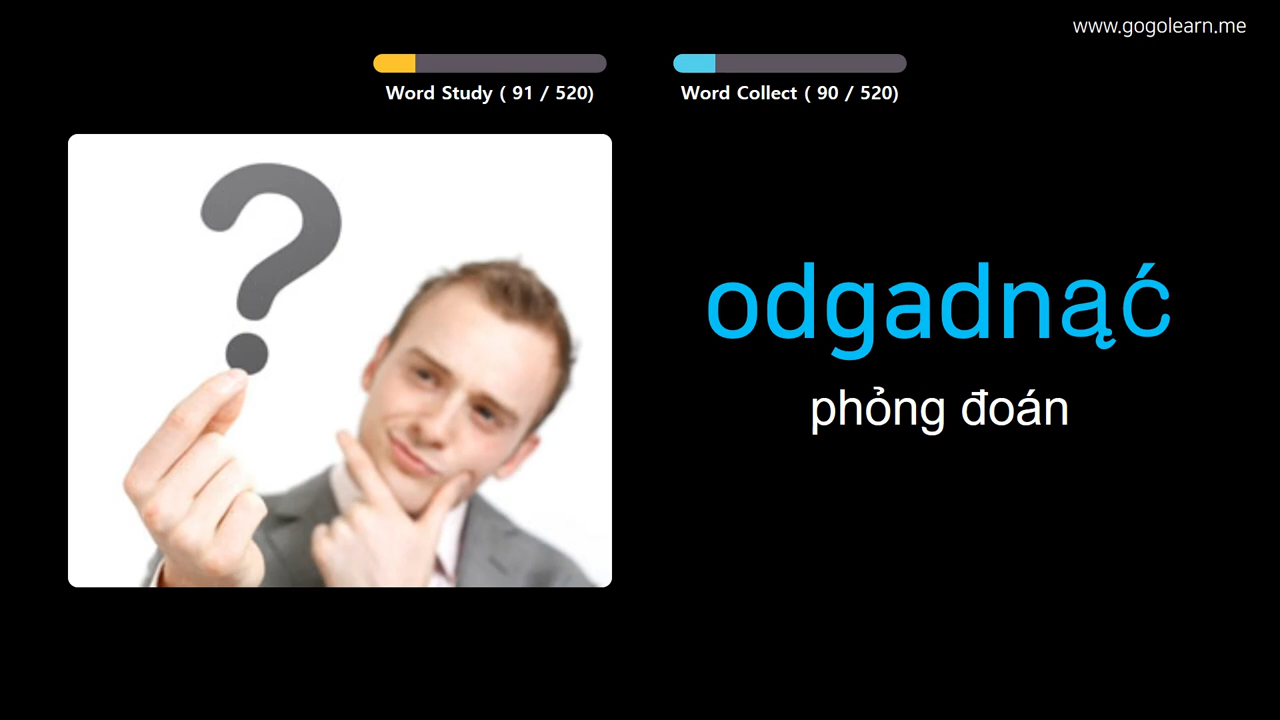 www.gogolearn.me
Word Study ( 91 / 520)
Word Collect ( 90 / 520)
?
odgadnąć
phỏng đoán